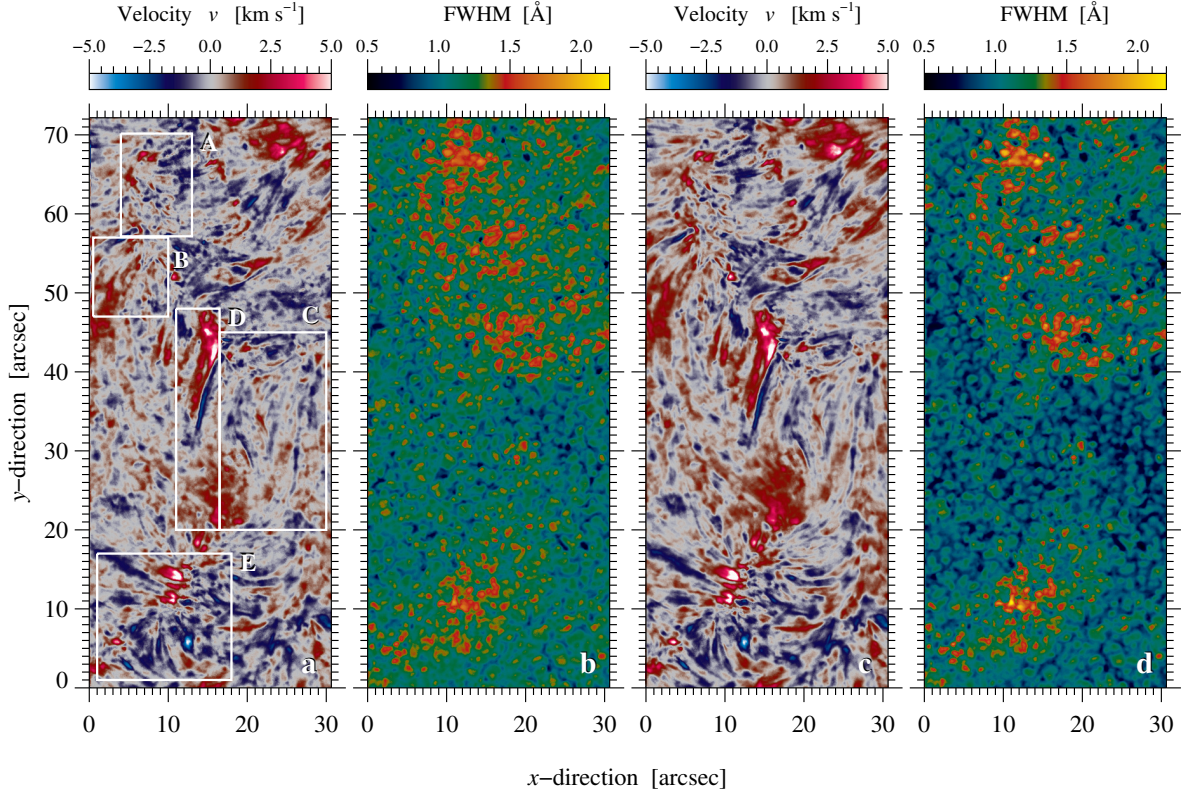 Velocity v [km s−1] FWHM [Å] Velocity v [km s−1] FWHM [Å]
−5.0 −2.5 0.0 2.5 5.0 0.5 1.0 1.5 2.0 −5.0 −2.5 0.0 2.5 5.0 0.5 1.0 1.5 2.0
70
A
60
B
50
D C
40
30
20
E
10
0
a b c d
0 10 20 30 0 10 20 30 0 10 20 30 0 10 20 30
y−direction [arcsec]
x−direction [arcsec]